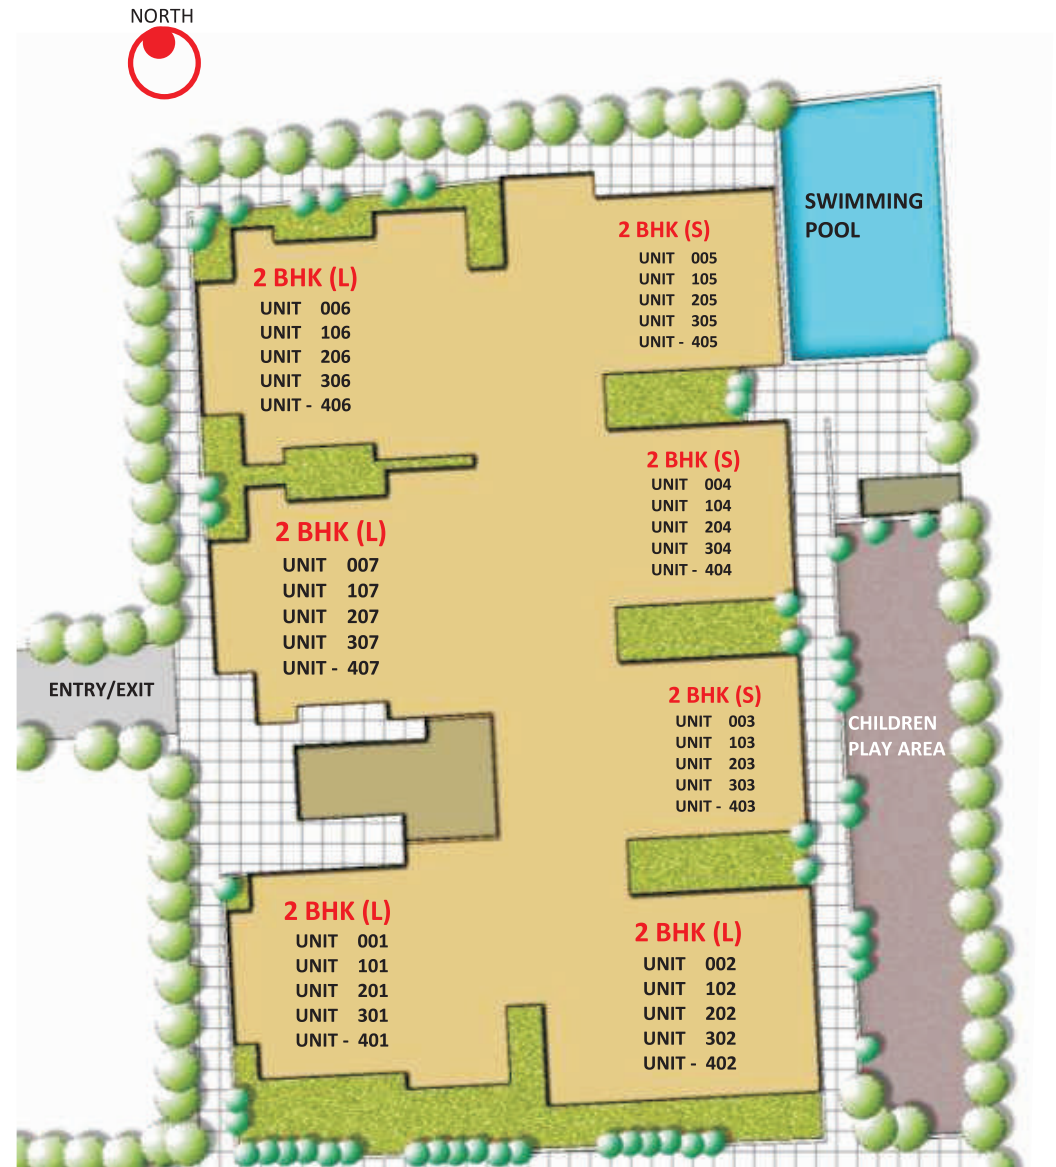 NORTH
SWIMMING
POOL
2 BHK (S)
UNIT 005
UNIT 105
UNIT 205
UNIT 305
UNIT - 405
2 BHK (L)
UNIT 006
UNIT 106
UNIT 206
UNIT 306
UNIT - 406
2 BHK (S)
UNIT 004
UNIT 104
UNIT 204
UNIT 304
UNIT - 404
2 BHK (L)
UNIT 007
UNIT 107
UNIT 207
UNIT 307
UNIT - 407
ENTRY/EXIT
2 BHK (S)
UNIT 003
UNIT 103
UNIT 203
UNIT 303
UNIT - 403
CHILDREN
PLAY AREA
2 BHK (L)
UNIT 001
UNIT 101
UNIT 201
UNIT 301
UNIT - 401
2 BHK (L)
UNIT 002
UNIT 102
UNIT 202
UNIT 302
UNIT - 402